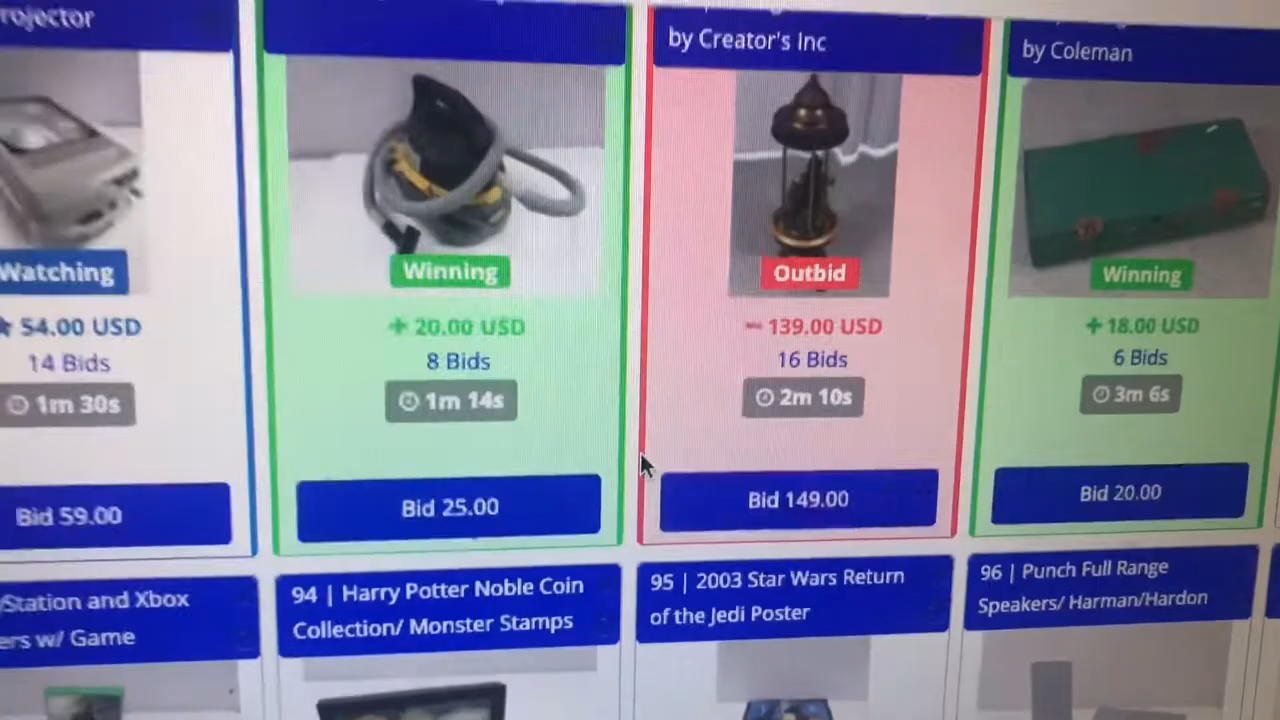 rojector
Watching
54.00 USD
14 Bids
1m 30s
Bid 59.00
Winning
+ 20.00 USD
8 Bids
1m 14s
Bid 25.00
by Creator's Inc
Outbid
- 139.00 USD
16 Bids
2m 10s
Bid 149.00
by Coleman
Winning
+ 18.00 USD
6 Bids
3m 6s
Bid 20.00
yStation and Xbox
ers w/ Game
94 | Harry Potter Noble Coin
Collection/ Monster Stamps
95 | 2003 Star Wars Return
of the Jedi Poster
96 | Punch Full Range
Speakers/ Harman/Hardon